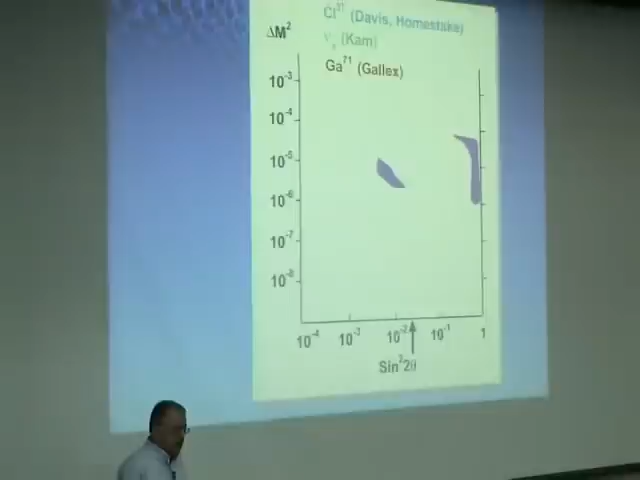 Cl³⁷ (Davis, Homestake)
ΔM²
(Kam)
Ga⁷¹ (Gallex)
10⁻³
10⁻⁴
10⁻⁵
10⁻⁶
10⁻⁷
10⁻⁸
10⁻⁴ 10⁻³ 10⁻² 10⁻¹ 1
Sin²2θ